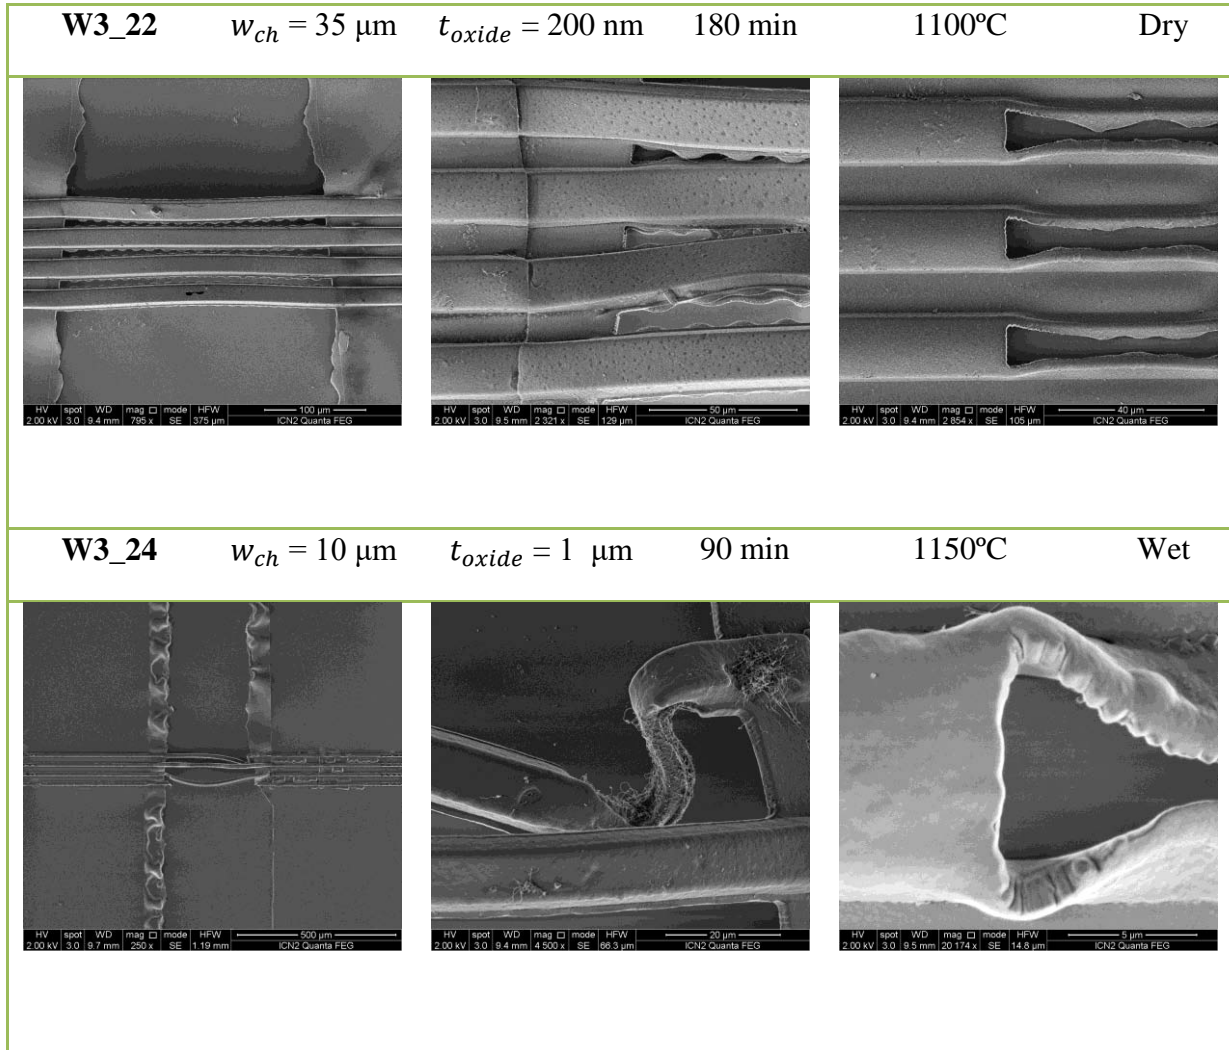 W3_22 w_ch = 35 μm t_oxide = 200 nm 180 min 1100ºC Dry
HV spot WD mag □ mode HFW 100 μm
2.00 kV 3.0 9.4 mm 795 x SE 375 μm ICN2 Quanta FEG
HV spot WD mag □ mode HFW 50 μm
2.00 kV 3.0 9.5 mm 2 321 x SE 129 μm ICN2 Quanta FEG
HV spot WD mag □ mode HFW 40 μm
2.00 kV 3.0 9.4 mm 2 854 x SE 105 μm ICN2 Quanta FEG
W3_24 w_ch = 10 μm t_oxide = 1 μm 90 min 1150ºC Wet
HV spot WD mag □ mode HFW 500 μm
2.00 kV 3.0 9.7 mm 250 x SE 1.19 mm ICN2 Quanta FEG
HV spot WD mag □ mode HFW 20 μm
2.00 kV 3.0 9.4 mm 4 500 x SE 66.3 μm ICN2 Quanta FEG
HV spot WD mag □ mode HFW 5 μm
2.00 kV 3.0 9.5 mm 20 174 x SE 14.8 μm ICN2 Quanta FEG